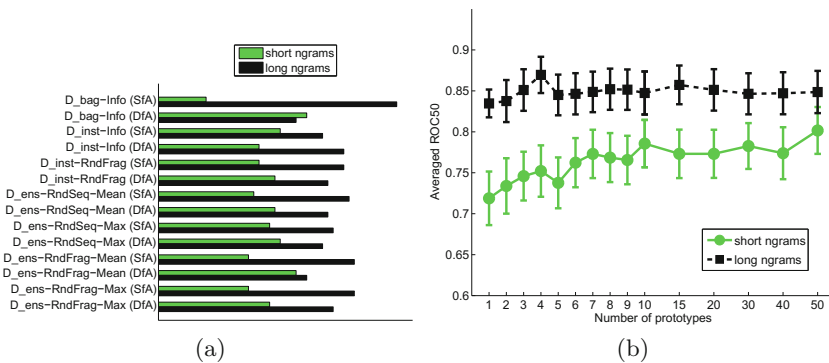 short ngrams
long ngrams
D_bag-Info (SfA)
D_bag-Info (DfA)
D_inst-Info (SfA)
D_inst-Info (DfA)
D_inst-RndFrag (SfA)
D_inst-RndFrag (DfA)
D_ens-RndSeq-Mean (SfA)
D_ens-RndSeq-Mean (DfA)
D_ens-RndSeq-Max (SfA)
D_ens-RndSeq-Max (DfA)
D_ens-RndFrag-Mean (SfA)
D_ens-RndFrag-Mean (DfA)
D_ens-RndFrag-Max (SfA)
D_ens-RndFrag-Max (DfA)
(a)
Averaged ROC50
0.9
0.85
0.8
0.75
0.7
0.65
0.6
short ngrams
long ngrams
1 2 3 4 5 6 7 8 9 10 15 20 30 40 50
Number of prototypes
(b)